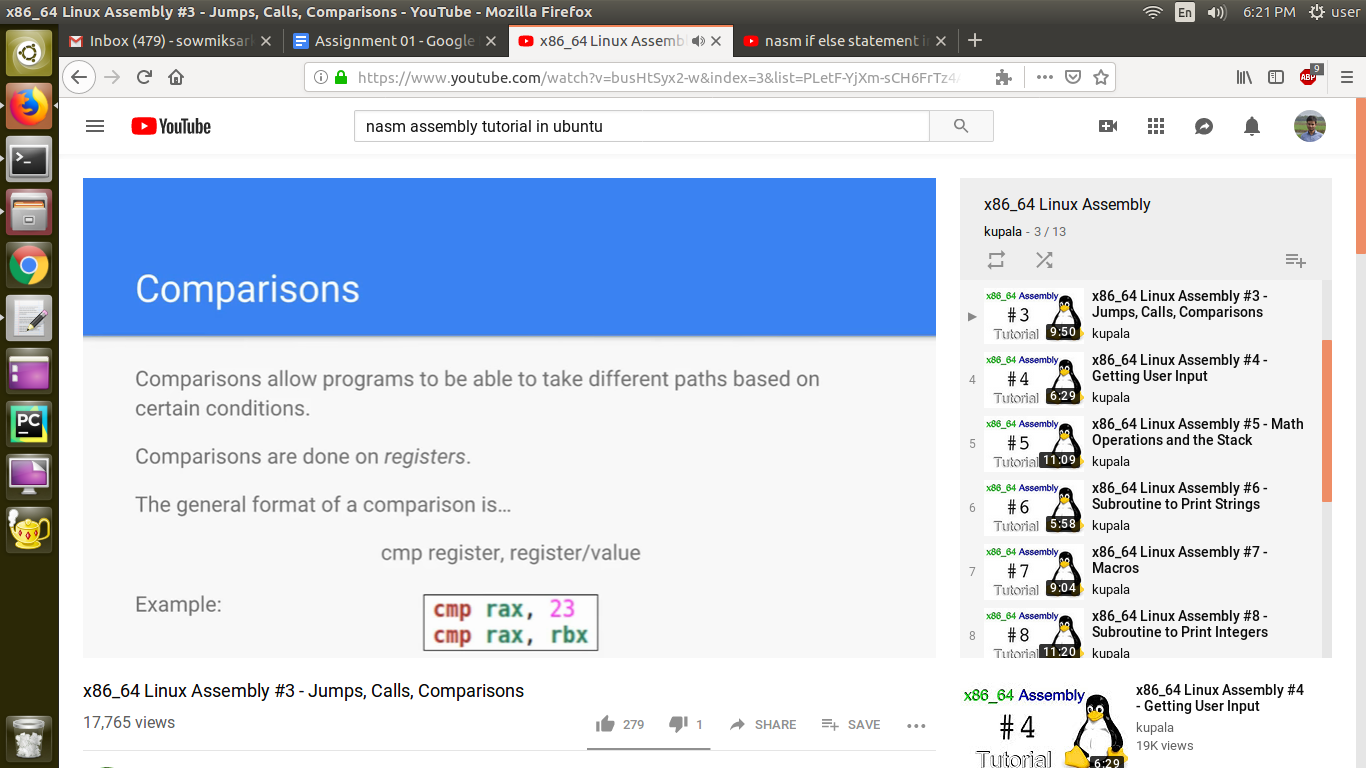 x86_64 Linux Assembly #3 - Jumps, Calls, Comparisons - YouTube - Mozilla Firefox
En
6:21 PM
user
Inbox (479) - sowmiksar
Assignment 01 - Google
x86_64 Linux Assemb
nasm if else statement i
https://www.youtube.com/watch?v=busHtSyx2-w&index=3&list=PLetF-YjXm-sCH6FrTz4
ABP
9
YouTube
nasm assembly tutorial in ubuntu
Comparisons
Comparisons allow programs to be able to take different paths based on
certain conditions.
Comparisons are done on registers.
The general format of a comparison is...
cmp register, register/value
Example:
cmp rax, 23
cmp rax, rbx
x86_64 Linux Assembly #3 - Jumps, Calls, Comparisons
17,765 views
279
1
SHARE
SAVE
x86_64 Linux Assembly
kupala - 3 / 13
x86_64 Assembly
#3
Tutorial
9:50
x86_64 Linux Assembly #3 -
Jumps, Calls, Comparisons
kupala
4
x86_64 Assembly
#4
Tutorial
6:29
x86_64 Linux Assembly #4 -
Getting User Input
kupala
5
x86_64 Assembly
#5
Tutorial
11:09
x86_64 Linux Assembly #5 - Math
Operations and the Stack
kupala
6
x86_64 Assembly
#6
Tutorial
5:58
x86_64 Linux Assembly #6 -
Subroutine to Print Strings
kupala
7
x86_64 Assembly
#7
Tutorial
9:04
x86_64 Linux Assembly #7 -
Macros
kupala
8
x86_64 Assembly
#8
Tutorial
11:20
x86_64 Linux Assembly #8 -
Subroutine to Print Integers
kupala
x86_64 Assembly
#4
Tutorial
6:29
x86_64 Linux Assembly #4
- Getting User Input
kupala
19K views
PC